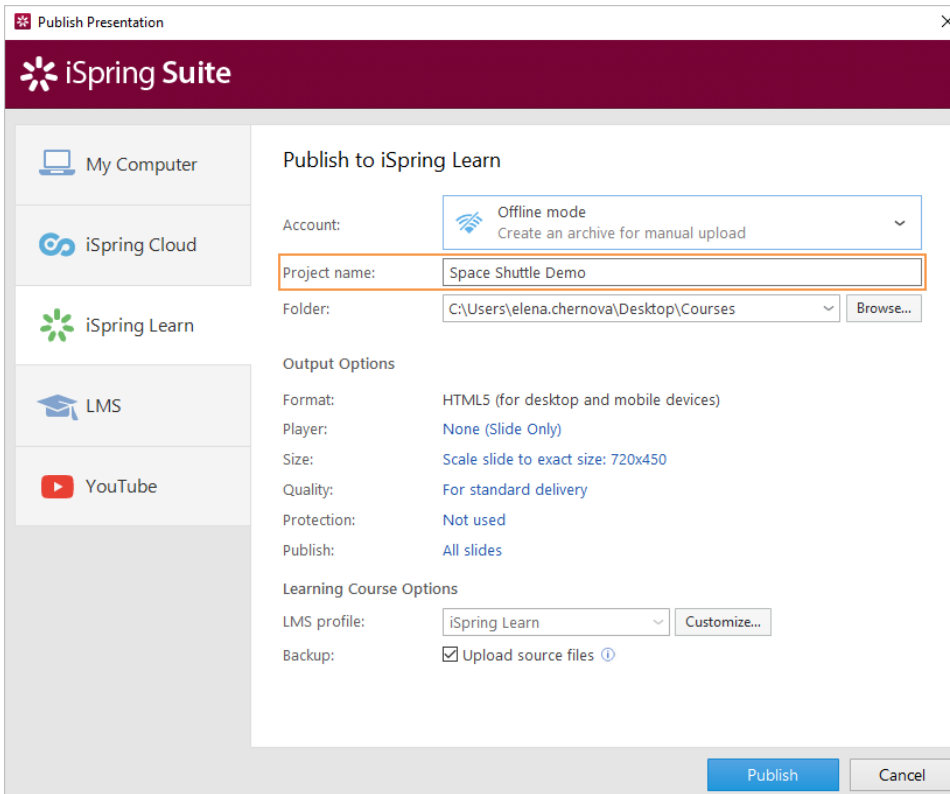 Publish Presentation
iSpring Suite
My Computer
iSpring Cloud
iSpring Learn
LMS
YouTube
Publish to iSpring Learn
Account:
Offline mode
Create an archive for manual upload
Project name: Space Shuttle Demo
Folder: C:\Users\elena.chernova\Desktop\Courses Browse...
Output Options
Format: HTML5 (for desktop and mobile devices)
Player: None (Slide Only)
Size: Scale slide to exact size: 720x450
Quality: For standard delivery
Protection: Not used
Publish: All slides
Learning Course Options
LMS profile: iSpring Learn Customize...
Backup: Upload source files
Publish Cancel